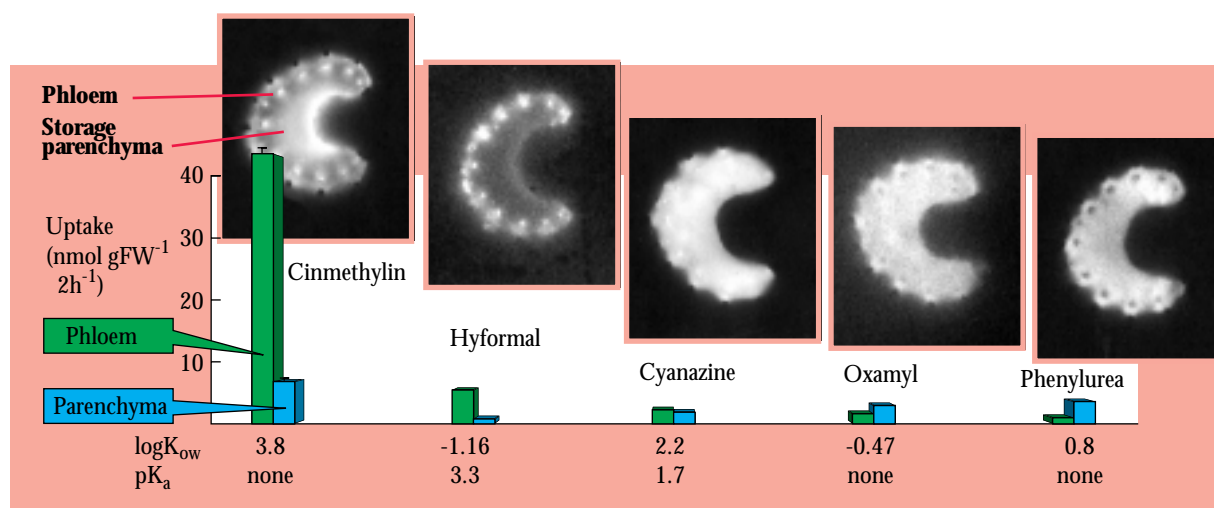 Phloem
Storage
parenchyma
40
Uptake
(nmol gFW-1
2h-1)
30
20
10
Cinmethylin
Hyformal
Cyanazine
Oxamyl
Phenylurea
Phloem
Parenchyma
logKow 3.8 -1.16 2.2 -0.47 0.8
pKa none 3.3 1.7 none none